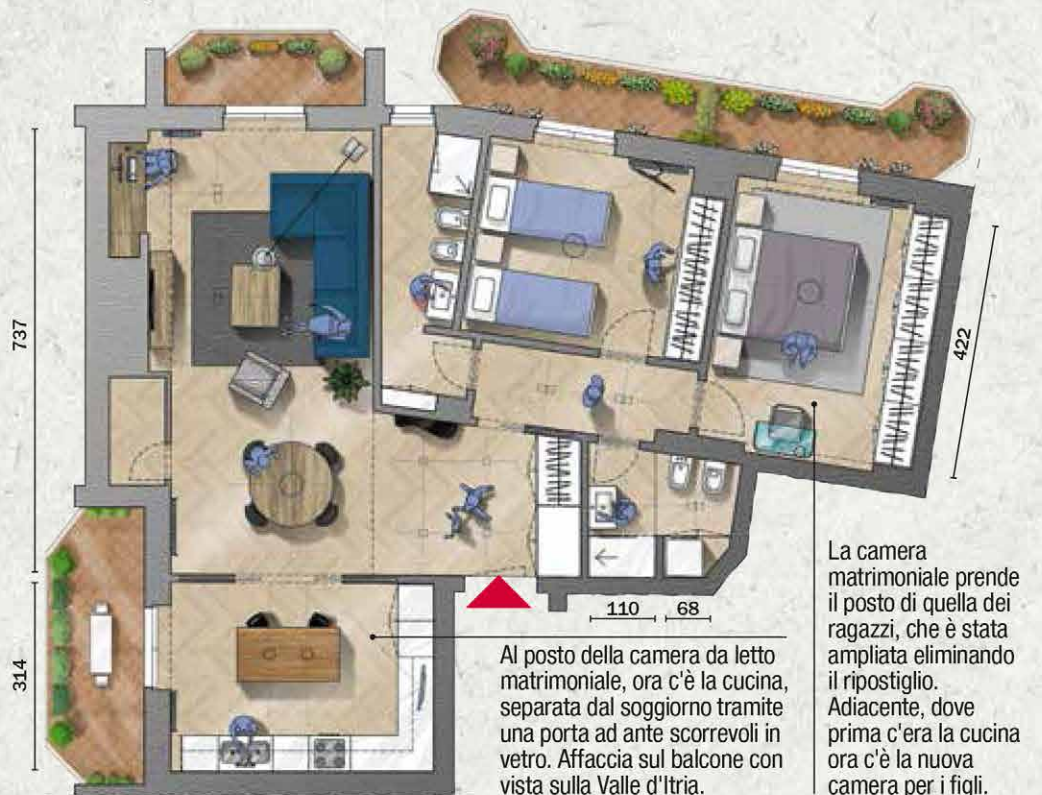 737
422
314
110
68
Al posto della camera da letto
matrimoniale, ora c'è la cucina,
separata dal soggiorno tramite
una porta ad ante scorrevoli in
vetro. Affaccia sul balcone con
vista sulla Valle d'Itria.
La camera
matrimoniale prende
il posto di quella dei
ragazzi, che è stata
ampliata eliminando
il ripostiglio.
Adiacente, dove
prima c'era la cucina
ora c'è la nuova
camera per i figli.